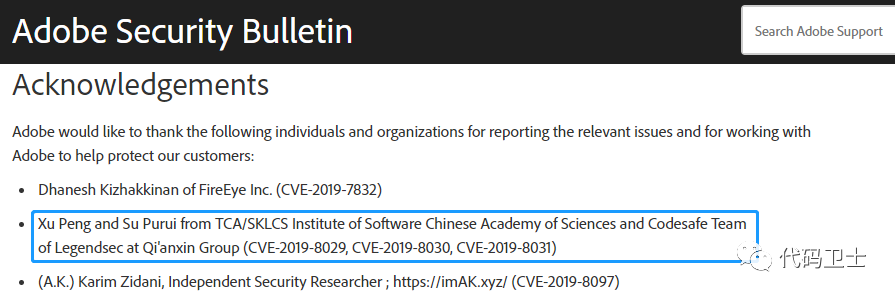 Adobe Security Bulletin
Search Adobe Support
Acknowledgements
Adobe would like to thank the following individuals and organizations for reporting the relevant issues and for working with
Adobe to help protect our customers:
• Dhanesh Kizhakkinan of FireEye Inc. (CVE-2019-7832)
• Xu Peng and Su Purui from TCA/SKLCS Institute of Software Chinese Academy of Sciences and Codesafe Team
of Legendsec at Qi'anxin Group (CVE-2019-8029, CVE-2019-8030, CVE-2019-8031)
• (A.K.) Karim Zidani, Independent Security Researcher ; https://imAK.xyz/ (CVE-2019-8097)
代码卫士